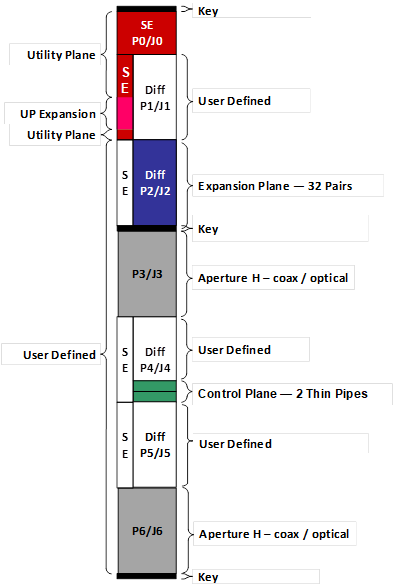 Key
SE
P0/J0
Utility Plane
S
E
Diff
P1/J1
User Defined
UP Expansion
Utility Plane
S
E
Diff
P2/J2
Expansion Plane — 32 Pairs
Key
P3/J3
Aperture H – coax / optical
User Defined
S
E
Diff
P4/J4
User Defined
Control Plane — 2 Thin Pipes
S
E
Diff
P5/J5
User Defined
P6/J6
Aperture H – coax / optical
Key